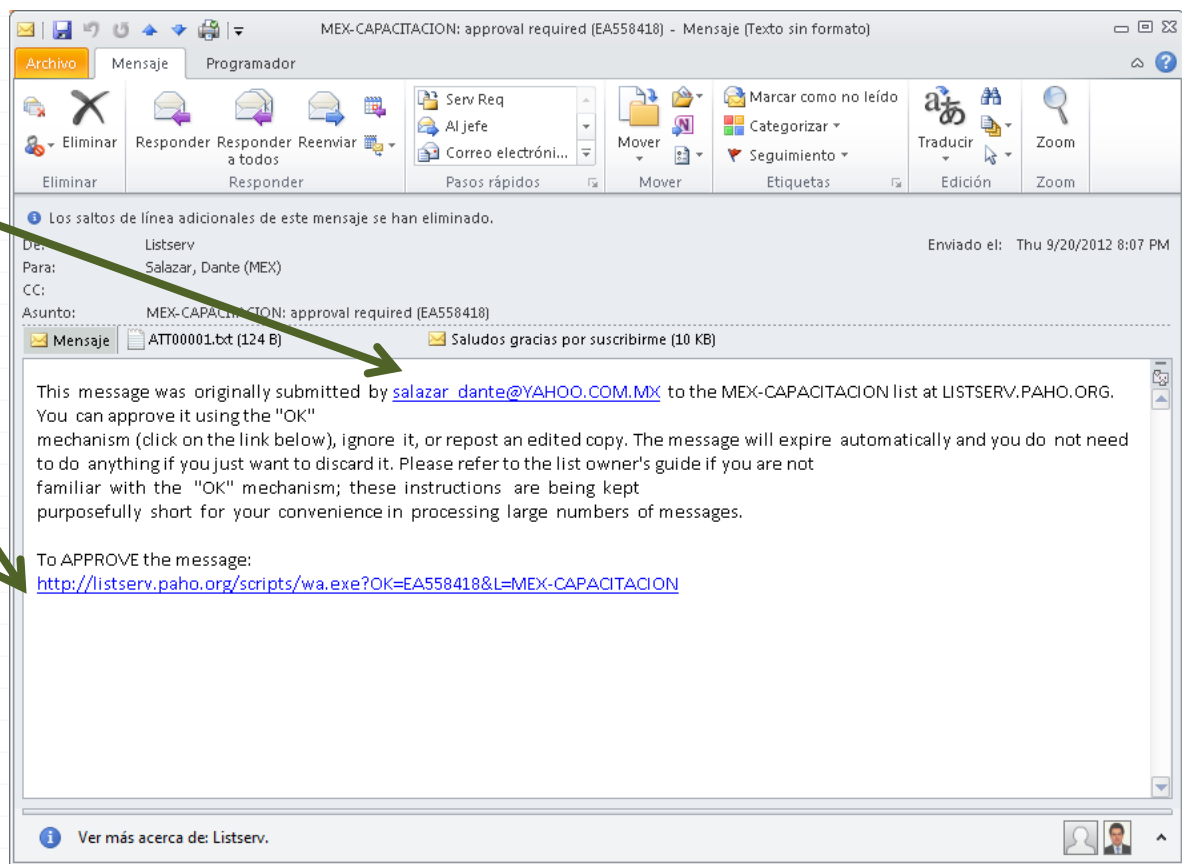 MEX-CAPACITACION: approval required (EA558418) - Mensaje (Texto sin formato)
Archivo Mensaje Programador
Eliminar
Responder Responder a todos Reenviar
Serv Req
Al jefe
Correo electróni...
Mover
Marcar como no leído
Categorizar
Seguimiento
Traducir
Zoom
Eliminar Responder Pasos rápidos Mover Etiquetas Edición Zoom
Los saltos de línea adicionales de este mensaje se han eliminado.
De: Listserv Enviado el: Thu 9/20/2012 8:07 PM
Para: Salazar, Dante (MEX)
CC:
Asunto: MEX-CAPACITACION: approval required (EA558418)
Mensaje ATT00001.txt (124 B) Saludos gracias por suscribirme (10 KB)
This message was originally submitted by salazar_dante@YAHOO.COM.MX to the MEX-CAPACITACION list at LISTSERV.PAHO.ORG.
You can approve it using the "OK"
mechanism (click on the link below), ignore it, or repost an edited copy. The message will expire automatically and you do not need
to do anything if you just want to discard it. Please refer to the list owner's guide if you are not
familiar with the "OK" mechanism; these instructions are being kept
purposefully short for your convenience in processing large numbers of messages.
To APPROVE the message:
http://listserv.paho.org/scripts/wa.exe?OK=EA558418&L=MEX-CAPACITACION
Ver más acerca de: Listserv.